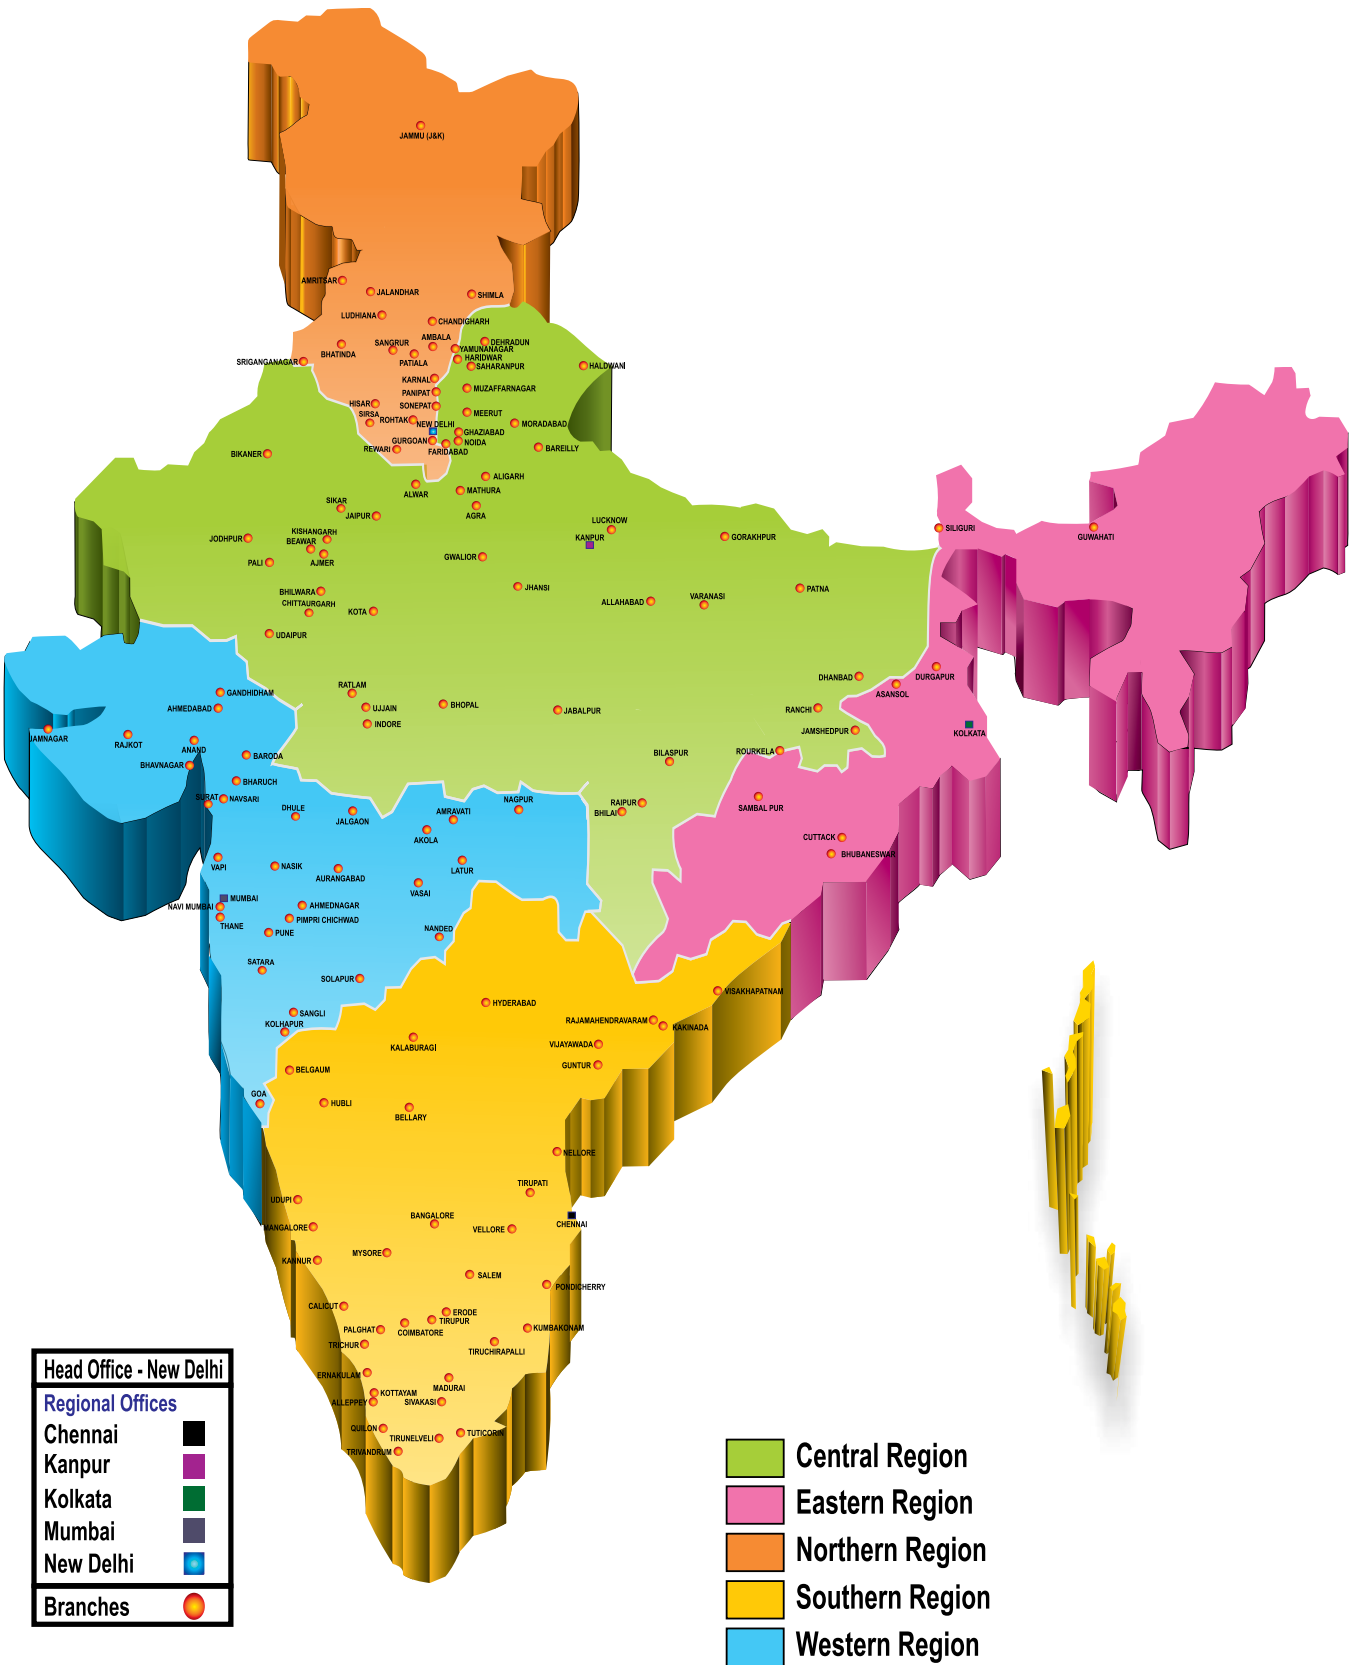 JAMMU (J&K)
AMRITSAR
JALANDHAR
SHIMLA
LUDHIANA
CHANDIGHARH
AMBALA
DEHRADUN
SANGRUR
YAMUNANAGAR
BHATINDA
PATIALA
HARIDWAR
SRIGANGANAGAR
SAHARANPUR
HALDWANI
KARNAL
MUZAFFARNAGAR
PANIPAT
HISAR
SONEPAT
SIRSA
MEERUT
ROHTAK
NEW DELHI
MORADABAD
GHAZIABAD
GURGOAN
NOIDA
REWARI
FARIDABAD
BAREILLY
BIKANER
ALIGARH
ALWAR
MATHURA
SIKAR
JAIPUR
AGRA
LUCKNOW
SILIGURI
GUWAHATI
KISHANGARH
JODHPUR
BEAWAR
KANPUR
GORAKHPUR
PALI
AJMER
GWALIOR
BHILWARA
JHANSI
PATNA
CHITTAURGARH
KOTA
ALLAHABAD
VARANASI
UDAIPUR
DHANBAD
DURGAPUR
RATLAM
ASANSOL
GANDHIDHAM
AHMEDABAD
UJJAIN
BHOPAL
JABALPUR
RANCHI
INDORE
JAMSHEDPUR
KOLKATA
JAMNAGAR
RAJKOT
ANAND
BARODA
BILASPUR
ROURKELA
BHAVNAGAR
BHARUCH
SURAT
NAVSARI
DHULE
JALGAON
AMRAVATI
NAGPUR
RAIPUR
BHILAI
SAMBAL PUR
AKOLA
CUTTACK
BHUBANESWAR
VAPI
NASIK
AURANGABAD
LATUR
VASAI
MUMBAI
NAVI MUMBAI
AHMEDNAGAR
THANE
PIMPRI CHICHWAD
PUNE
NANDED
SATARA
SOLAPUR
VISAKHAPATNAM
HYDERABAD
SANGLI
KOLHAPUR
RAJAMAHENDRAVARAM
KAKINADA
KALABURAGI
VIJAYAWADA
GUNTUR
BELGAUM
GOA
HUBLI
BELLARY
NELLORE
TIRUPATI
UDUPI
BANGALORE
MANGALORE
VELLORE
CHENNAI
MYSORE
KANNUR
SALEM
PONDICHERRY
CALICUT
ERODE
TIRUPUR
PALGHAT
COIMBATORE
KUMBAKONAM
TRICHUR
TIRUCHIRAPALLI
ERNAKULAM
MADURAI
KOTTAYAM
ALLEPPEY
SIVAKASI
QUILON
TIRUNELVELI
TUTICORIN
TRIVANDRUM
Head Office - New Delhi
Regional Offices
Chennai
Kanpur
Kolkata
Mumbai
New Delhi
Branches
Central Region
Eastern Region
Northern Region
Southern Region
Western Region